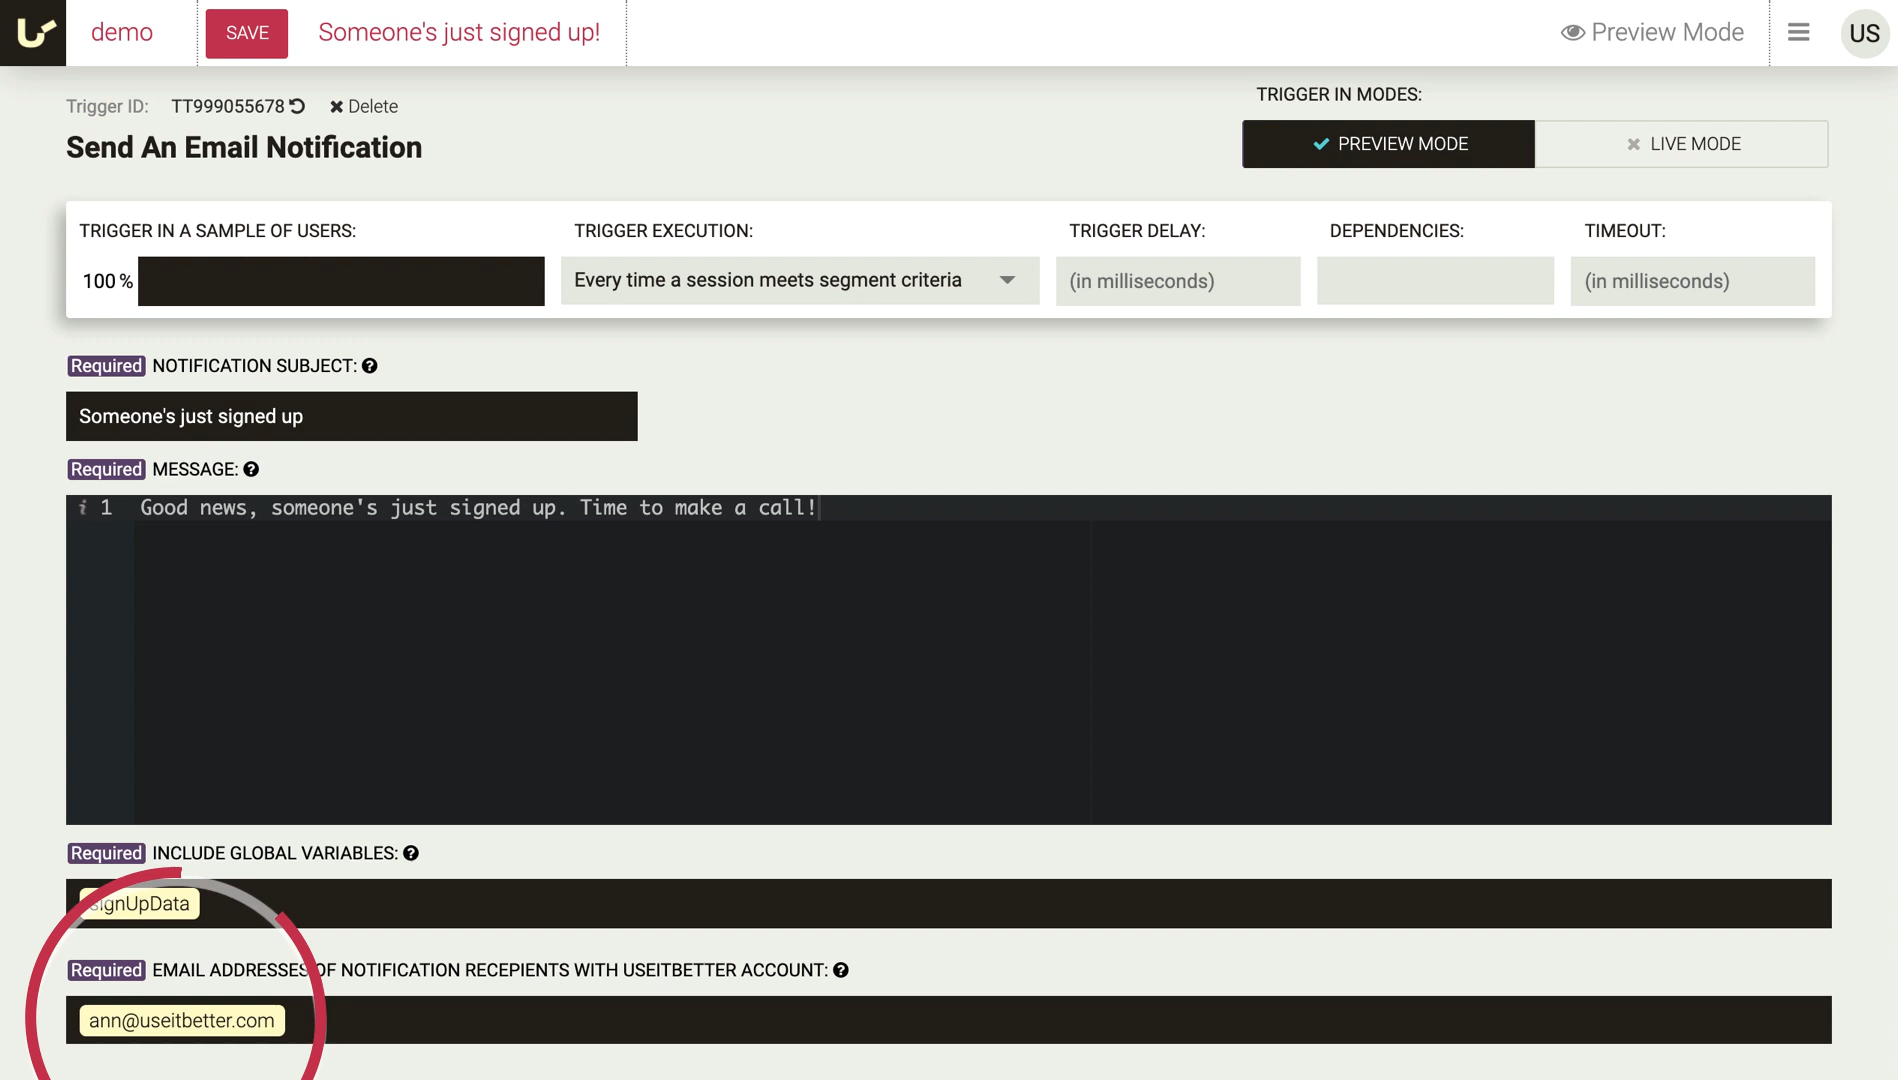 demo
SAVE
Someone's just signed up!
Preview Mode
US
Trigger ID: TT999055678 Delete
Send An Email Notification
TRIGGER IN MODES:
PREVIEW MODE
LIVE MODE
TRIGGER IN A SAMPLE OF USERS:
100 %
TRIGGER EXECUTION:
Every time a session meets segment criteria
TRIGGER DELAY:
(in milliseconds)
DEPENDENCIES:
TIMEOUT:
(in milliseconds)
Required NOTIFICATION SUBJECT:
Someone's just signed up
Required MESSAGE:
1 Good news, someone's just signed up. Time to make a call!
Required INCLUDE GLOBAL VARIABLES:
signUpData
Required EMAIL ADDRESSES OF NOTIFICATION RECEPIENTS WITH USEITBETTER ACCOUNT:
ann@useitbetter.com